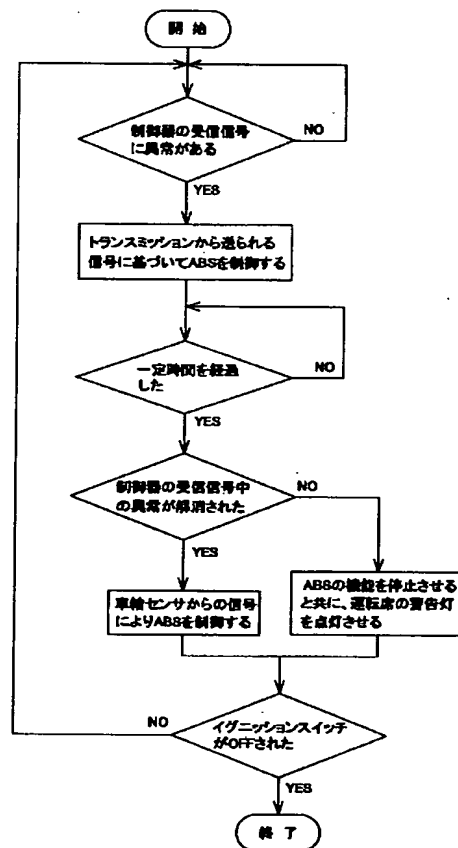 開 始
制御器の受信信号
に異常がある
NO
YES
トランスミッションから送られる
信号に基づいてABSを制御する
一定時間を経過
した
NO
YES
制御器の受信信号中
の異常が解消された
NO
YES
車輪センサからの信号
によりABSを制御する
ABSの機能を停止させる
と共に、運転席の警告灯
を点灯させる
イグニッションスイッチ
がOFFされた
NO
YES
終 了